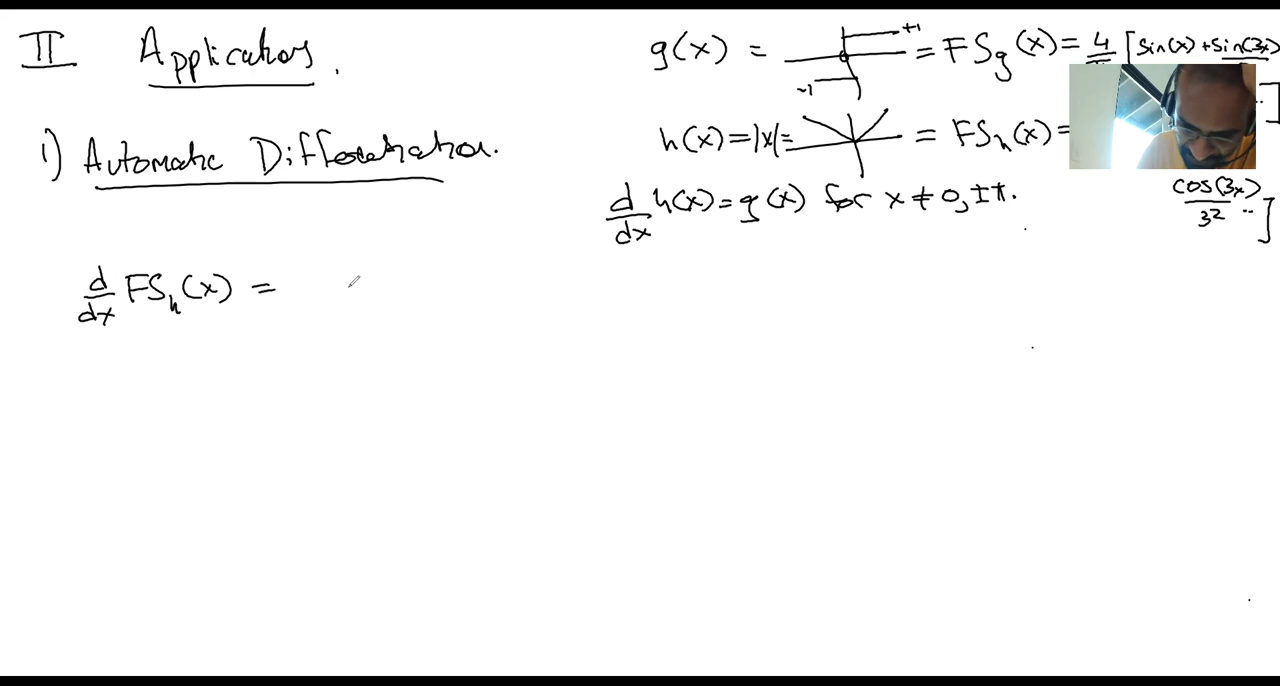 II Applications.
1) Automatic Differentiation.
g(x) = +1 -1 = FS_g(x) = 4 [sin(x) + sin(3x)
..]
h(x) = |x| = = FS_h(x) =
cos(3x)/3² ..]
d/dx h(x) = g(x) for x ≠ 0, ±π.
d/dx FS_h(x) =